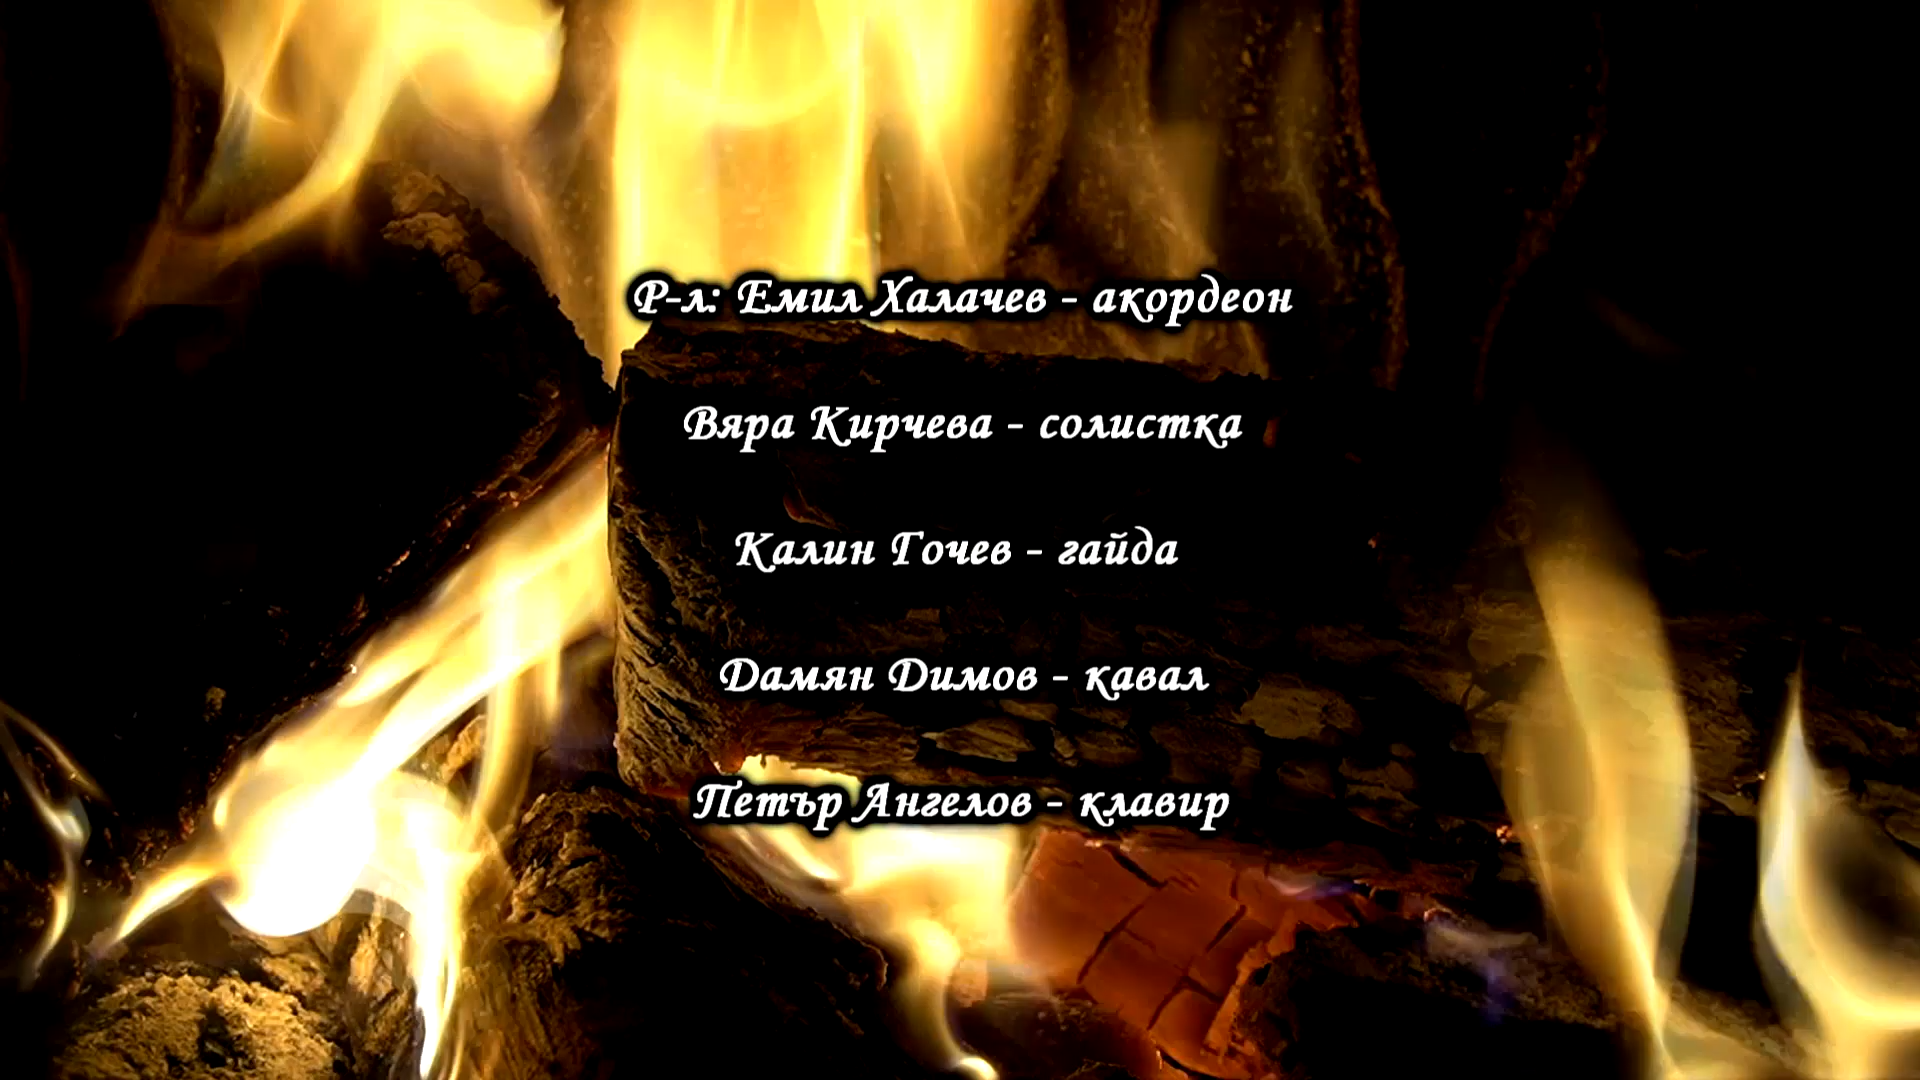 Р-л: Емил Халачев - акордеон
Вяра Кирчева - солистка
Калин Гочев - гайда
Дамян Димов - кавал
Петър Ангелов - клавир